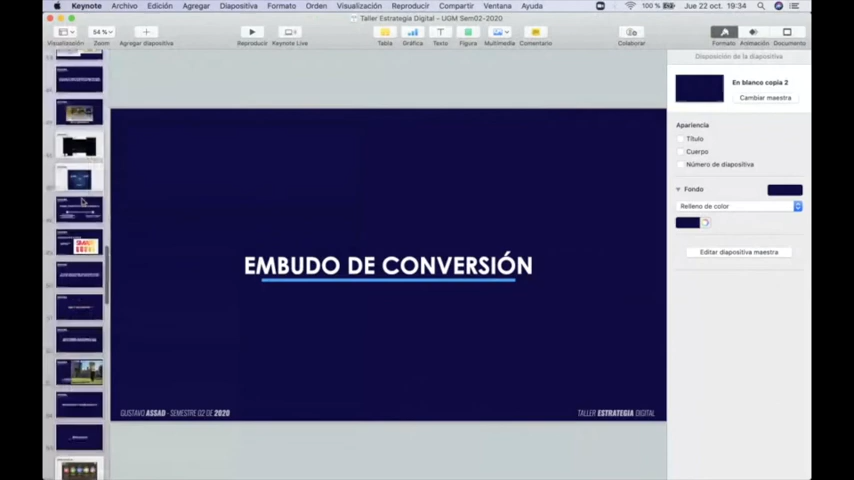 Keynote Archivo Edición Agregar Diapositiva Formato Orden Visualización Reproducir Compartir Ventana Ayuda 100 % Jue 22 oct. 19:34
Taller Estrategia Digital - UGM Sem02-2020
54 %
Visualización Zoom Agregar diapositiva Reproducir Keynote Live Tabla Gráfica Texto Figura Multimedia Comentario Colaborar Formato Animación Documento
Disposición de la diapositiva
En blanco copia 2
Cambiar maestra
Apariencia
Título
Cuerpo
Número de diapositiva
Fondo
Relleno de color
Editar diapositiva maestra
EMBUDO DE CONVERSIÓN
GUSTAVO ASSAD - SEMESTRE 02 DE 2020
TALLER ESTRATEGIA DIGITAL